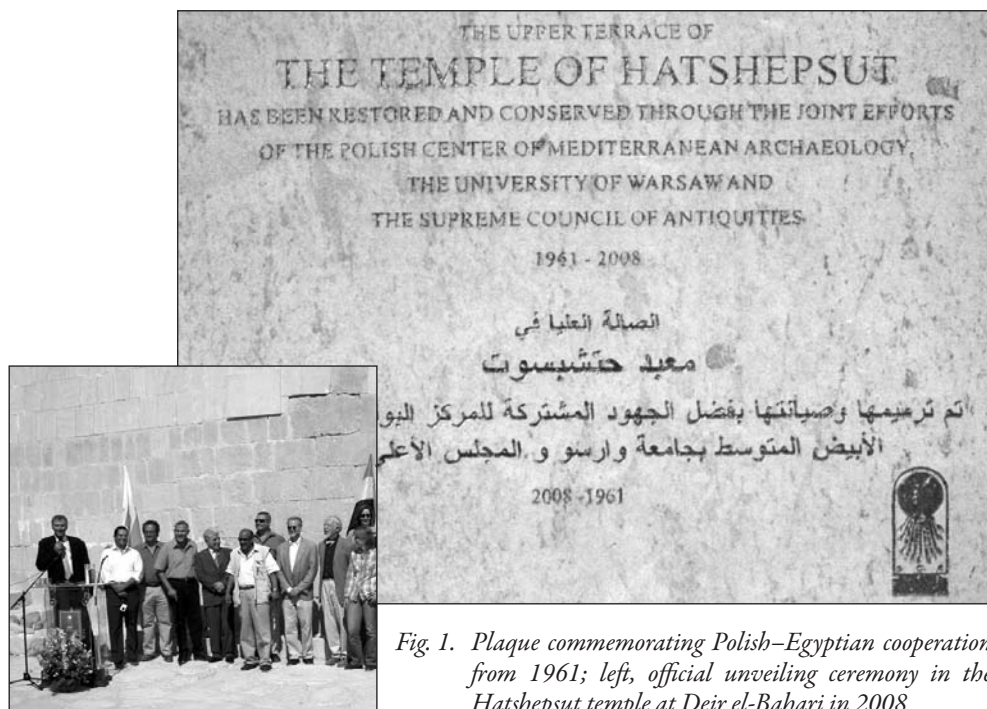 THE UPPER TERRACE OF
THE TEMPLE OF HATSHEPSUT
HAS BEEN RESTORED AND CONSERVED THROUGH THE JOINT EFFORTS
OF THE POLISH CENTER OF MEDITERRANEAN ARCHAEOLOGY,
THE UNIVERSITY OF WARSAW AND
THE SUPREME COUNCIL OF ANTIQUITIES
1961 - 2008
الصالة العليا في
معبد حتشبسوت
تم ترميمها وصيانتها بفضل الجهود المشتركة للمركز
الأبيض المتوسط بجامعة وارسو و المجلس
2008 - 1961
Fig. 1. Plaque commemorating Polish–Egyptian cooperation
from 1961; left, official unveiling ceremony in the
Hatshepsut temple at Deir el-Bahari in 2008